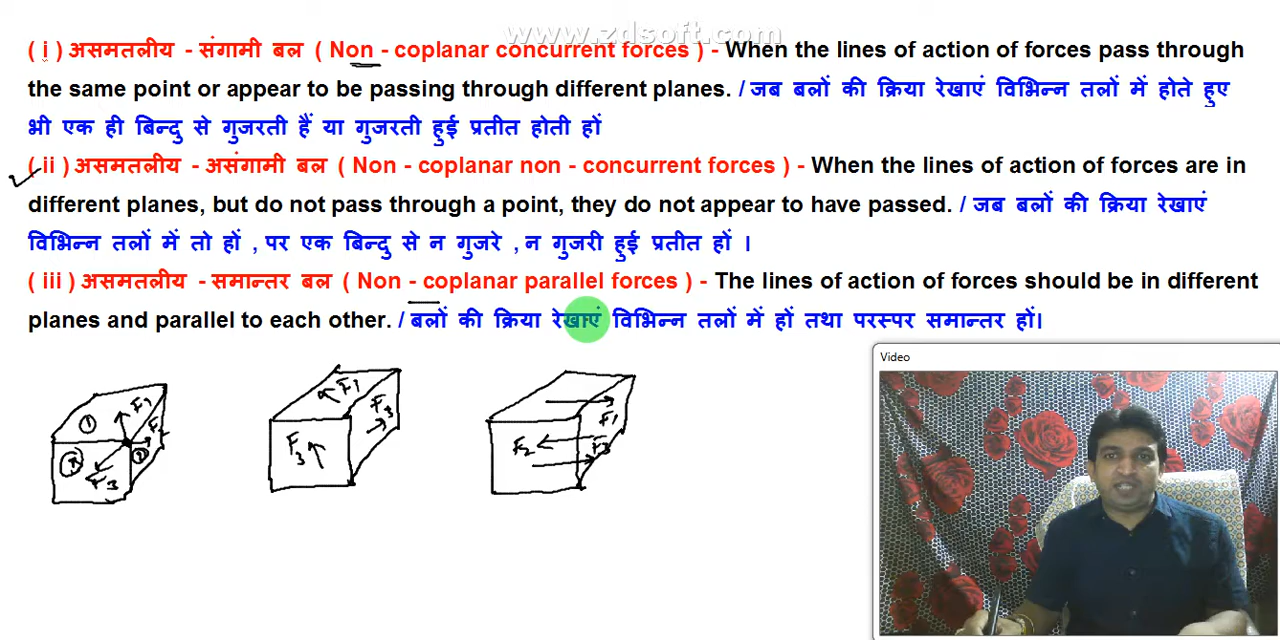 www.zdsoft.com
( i ) असमतलीय - संगामी बल ( Non - coplanar concurrent forces ) - When the lines of action of forces pass through
the same point or appear to be passing through different planes. / जब बलों की क्रिया रेखाएं विभिन्न तलों में होते हुए
भी एक ही बिन्दु से गुजरती हैं या गुजरती हुई प्रतीत होती हों
( ii ) असमतलीय - असंगामी बल ( Non - coplanar non - concurrent forces ) - When the lines of action of forces are in
different planes, but do not pass through a point, they do not appear to have passed. / जब बलों की क्रिया रेखाएं
विभिन्न तलों में तो हों , पर एक बिन्दु से न गुजरे , न गुजरी हुई प्रतीत हों ।
( iii ) असमतलीय - समान्तर बल ( Non - coplanar parallel forces ) - The lines of action of forces should be in different
planes and parallel to each other. / बलों की क्रिया रेखाएं विभिन्न तलों में हों तथा परस्पर समान्तर हों।
Video
① F1
F3
F1
F3
F3
F1
F2 F3